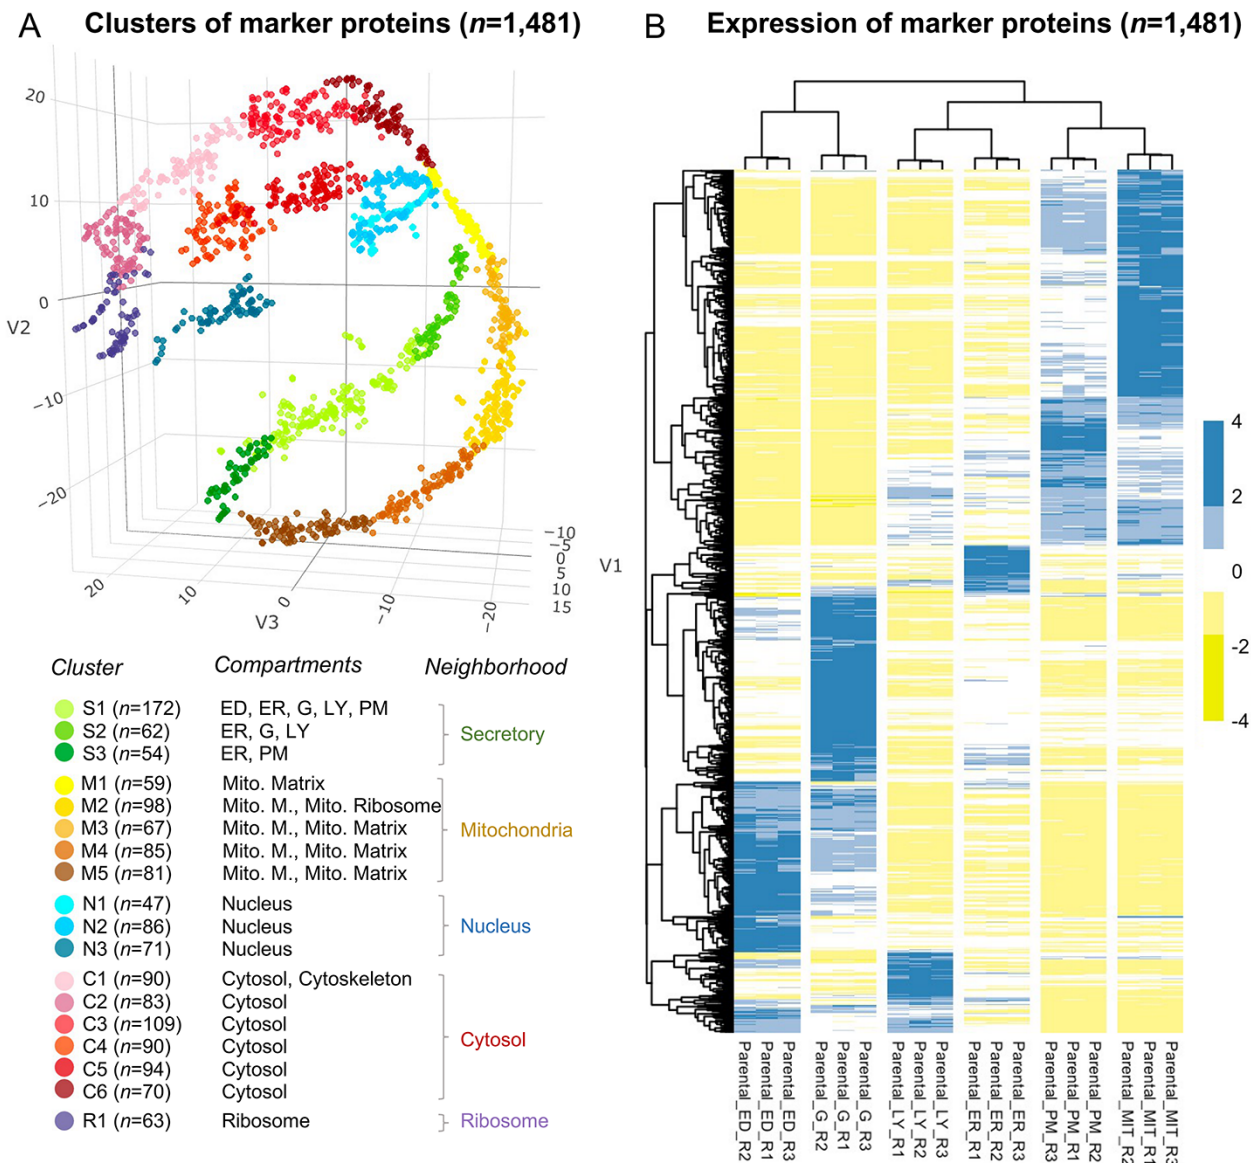 A Clusters of marker proteins (n=1,481)
20
10
0
V2
−10
−20
20
10
0
−10
−20
V3
−10
−5
0
5
10
15
V1
Cluster Compartments Neighborhood
S1 (n=172) ED, ER, G, LY, PM
S2 (n=62) ER, G, LY
S3 (n=54) ER, PM
Secretory
M1 (n=59) Mito. Matrix
M2 (n=98) Mito. M., Mito. Ribosome
M3 (n=67) Mito. M., Mito. Matrix
M4 (n=85) Mito. M., Mito. Matrix
M5 (n=81) Mito. M., Mito. Matrix
Mitochondria
N1 (n=47) Nucleus
N2 (n=86) Nucleus
N3 (n=71) Nucleus
Nucleus
C1 (n=90) Cytosol, Cytoskeleton
C2 (n=83) Cytosol
C3 (n=109) Cytosol
C4 (n=90) Cytosol
C5 (n=94) Cytosol
C6 (n=70) Cytosol
Cytosol
R1 (n=63) Ribosome
Ribosome
B Expression of marker proteins (n=1,481)
4
2
0
-2
-4
Parental_ED_R2
Parental_ED_R1
Parental_ED_R3
Parental_G_R2
Parental_G_R1
Parental_G_R3
Parental_LY_R1
Parental_LY_R2
Parental_LY_R3
Parental_ER_R1
Parental_ER_R2
Parental_ER_R3
Parental_PM_R3
Parental_PM_R1
Parental_PM_R2
Parental_MIT_R2
Parental_MIT_R1
Parental_MIT_R3